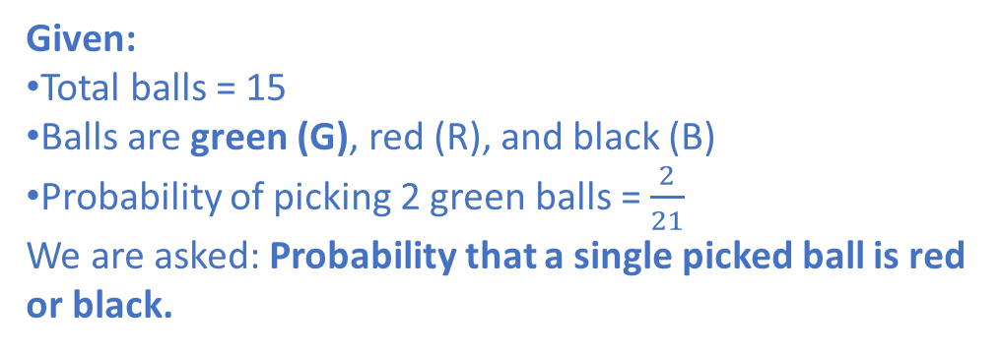 Given:
•Total balls = 15
•Balls are green (G), red (R), and black (B)
•Probability of picking 2 green balls = 2/21
We are asked: Probability that a single picked ball is red
or black.